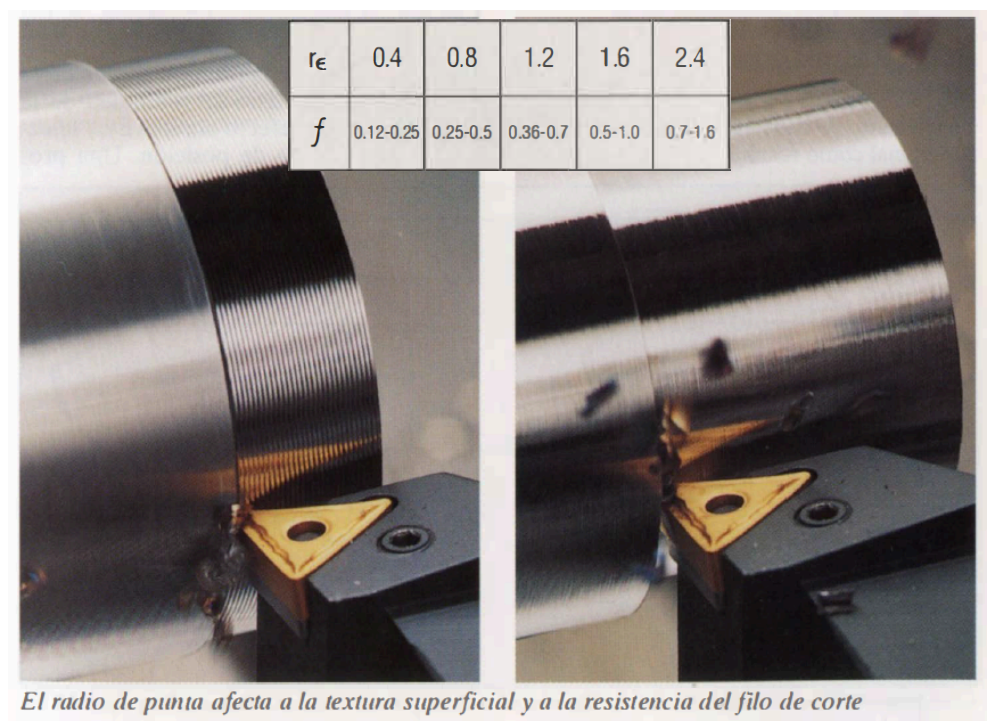 rε 0.4 0.8 1.2 1.6 2.4
f 0.12-0.25 0.25-0.5 0.36-0.7 0.5-1.0 0.7-1.6
El radio de punta afecta a la textura superficial y a la resistencia del filo de corte